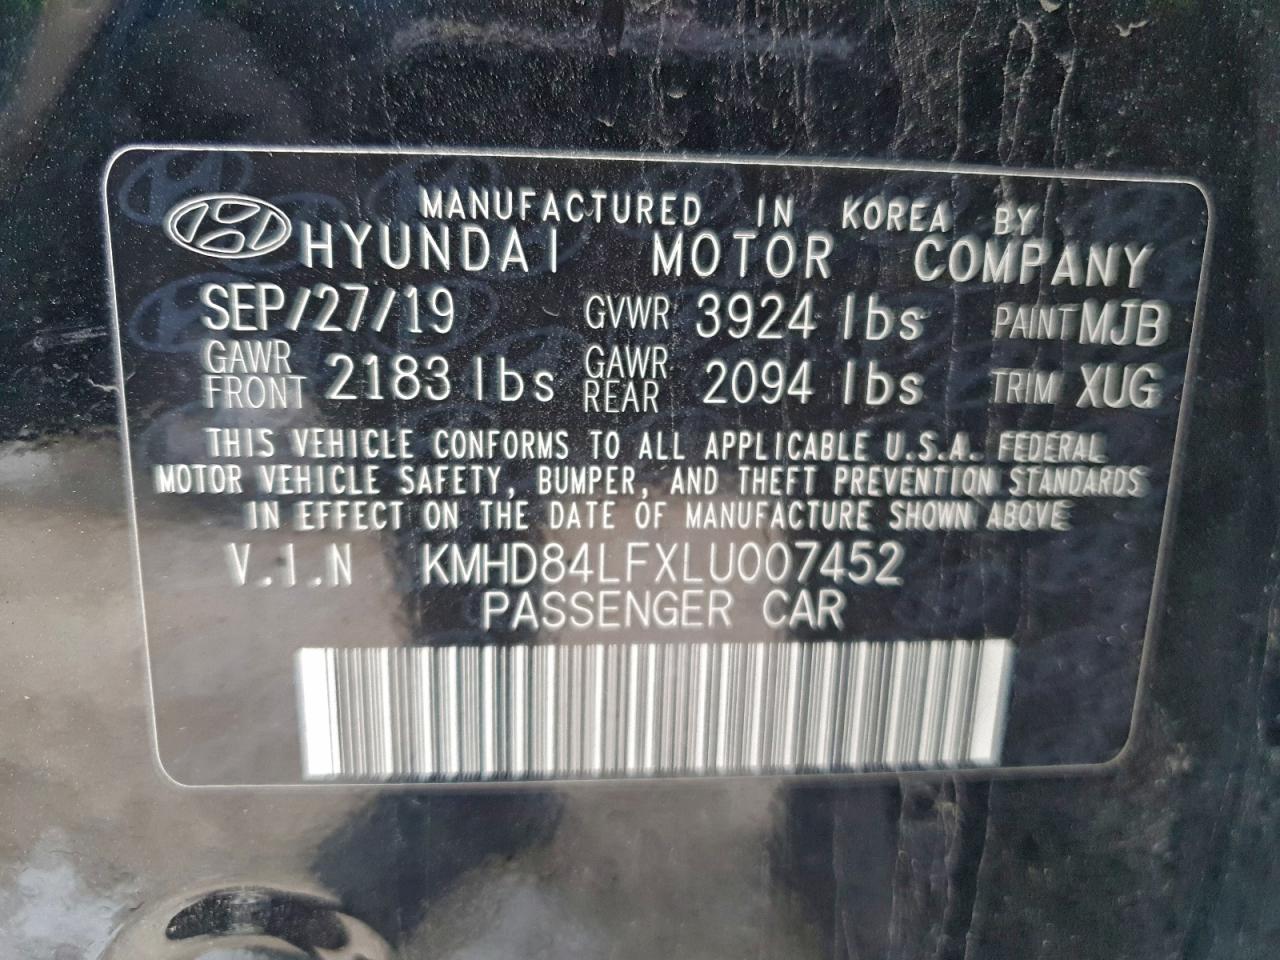 MANUFACTURED IN KOREA BY
HYUNDAI MOTOR COMPANY
SEP/27/19 GVWR 3924 lbs PAINT MJB
GAWR FRONT 2183 lbs GAWR REAR 2094 lbs TRIM XUG
THIS VEHICLE CONFORMS TO ALL APPLICABLE U.S.A. FEDERAL
MOTOR VEHICLE SAFETY, BUMPER, AND THEFT PREVENTION STANDARDS
IN EFFECT ON THE DATE OF MANUFACTURE SHOWN ABOVE
V.I.N KMHD84LFXLU007452
PASSENGER CAR